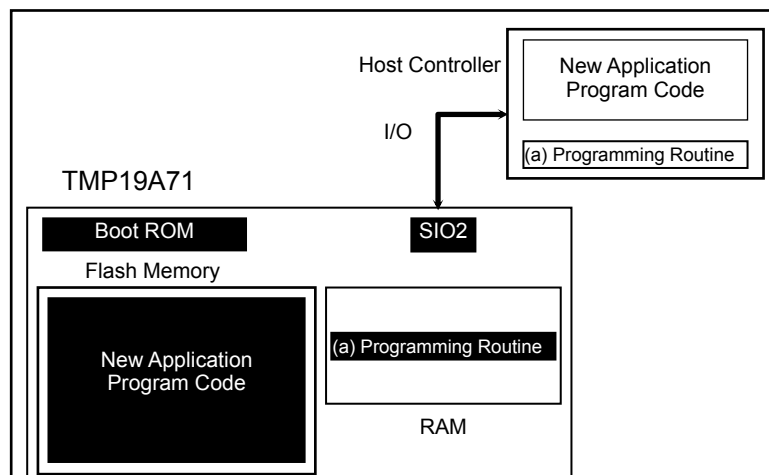 Host Controller
New Application
Program Code
I/O
(a) Programming Routine
TMP19A71
Boot ROM
SIO2
Flash Memory
New Application
Program Code
(a) Programming Routine
RAM